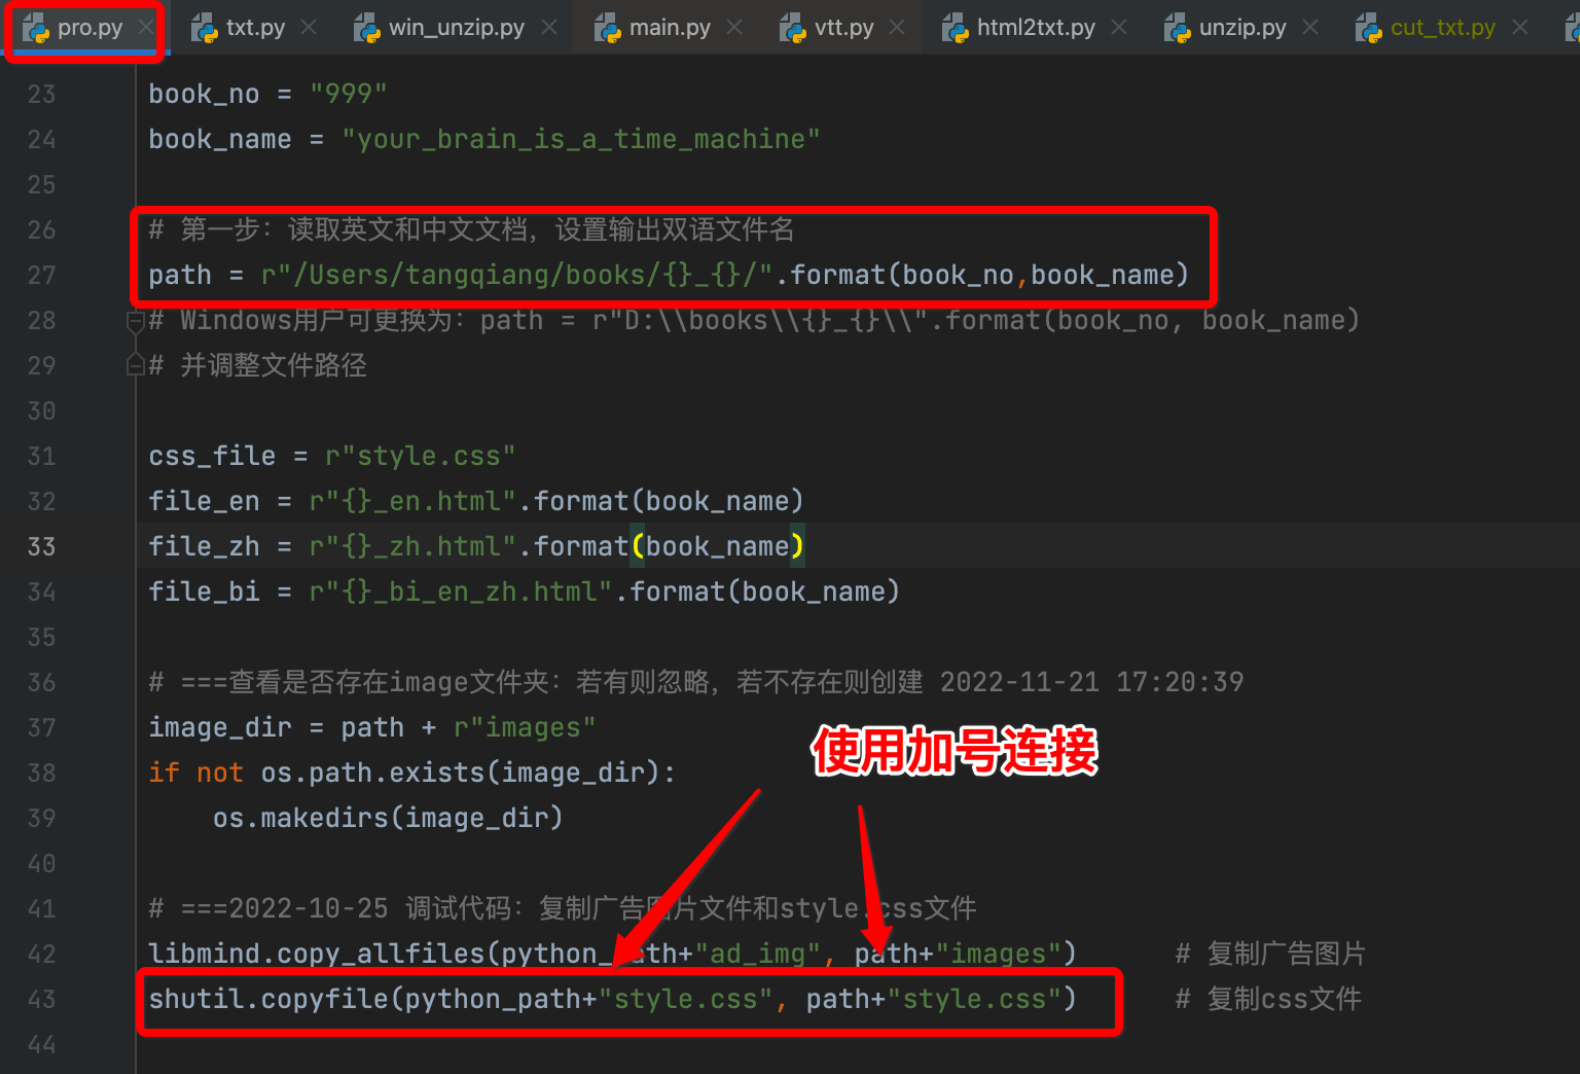 pro.py txt.py win_unzip.py main.py vtt.py html2txt.py unzip.py cut_txt.py
23 book_no = "999"
24 book_name = "your_brain_is_a_time_machine"
25
26 # 第一步：读取英文和中文文档，设置输出双语文件名
27 path = r"/Users/tangqiang/books/{}_{}/".format(book_no,book_name)
28 # Windows用户可更换为：path = r"D:\\books\\{}_{}\\".format(book_no, book_name)
29 # 并调整文件路径
30
31 css_file = r"style.css"
32 file_en = r"{}_en.html".format(book_name)
33 file_zh = r"{}_zh.html".format(book_name)
34 file_bi = r"{}_bi_en_zh.html".format(book_name)
35
36 # ===查看是否存在image文件夹：若有则忽略，若不存在则创建 2022-11-21 17:20:39
37 image_dir = path + r"images"
使用加号连接
38 if not os.path.exists(image_dir):
39 os.makedirs(image_dir)
40
41 # ===2022-10-25 调试代码：复制广告图片文件和style.css文件
42 libmind.copy_allfiles(python_path+"ad_img", path+"images") # 复制广告图片
43 shutil.copyfile(python_path+"style.css", path+"style.css") # 复制css文件
44